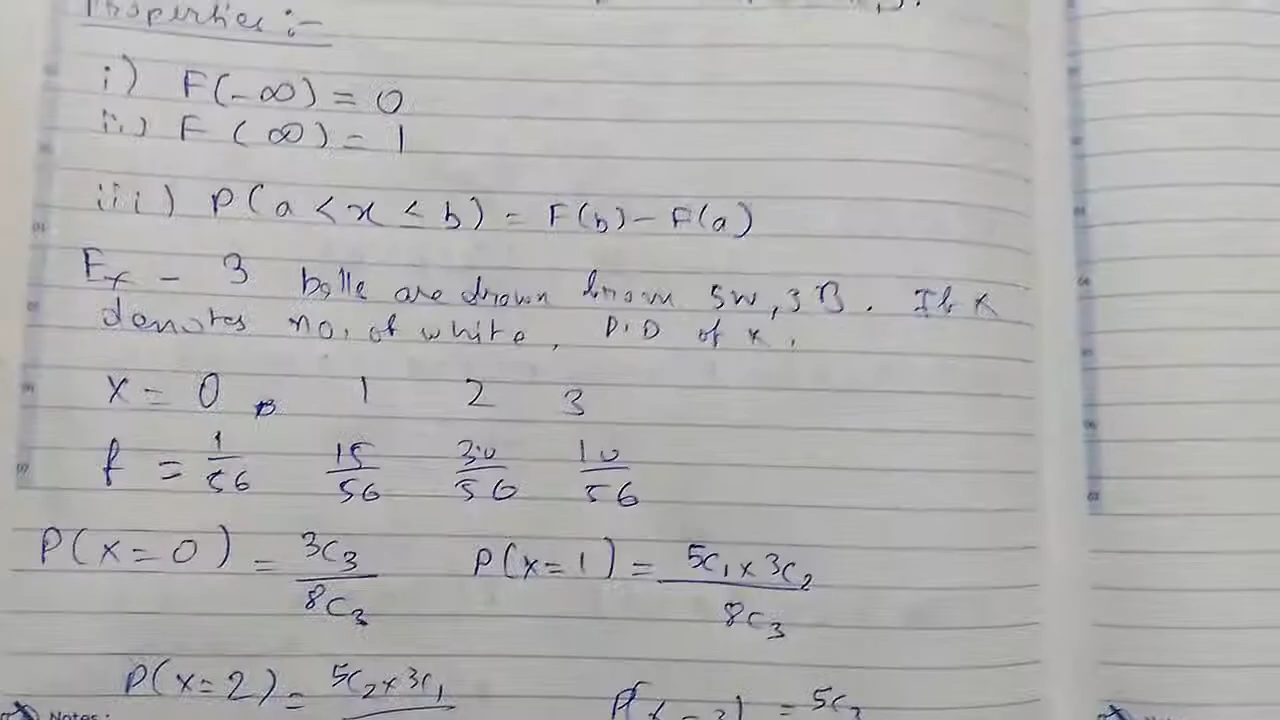 Properties :-
i) F(-∞) = 0
ii) F(∞) = 1
iii) P(a < x ≤ b) = F(b) - F(a)
Ex - 3 balls are drawn from 5W, 3B. If X
denotes no. of white, P.D of x.
X = 0 1 2 3
f = 1/56 15/56 30/56 10/56
P(X=0) = 3C3/8C3 P(X=1) = 5C1 x 3C2/8C3
P(X=2) = 5C2 x 3C1
Notes: